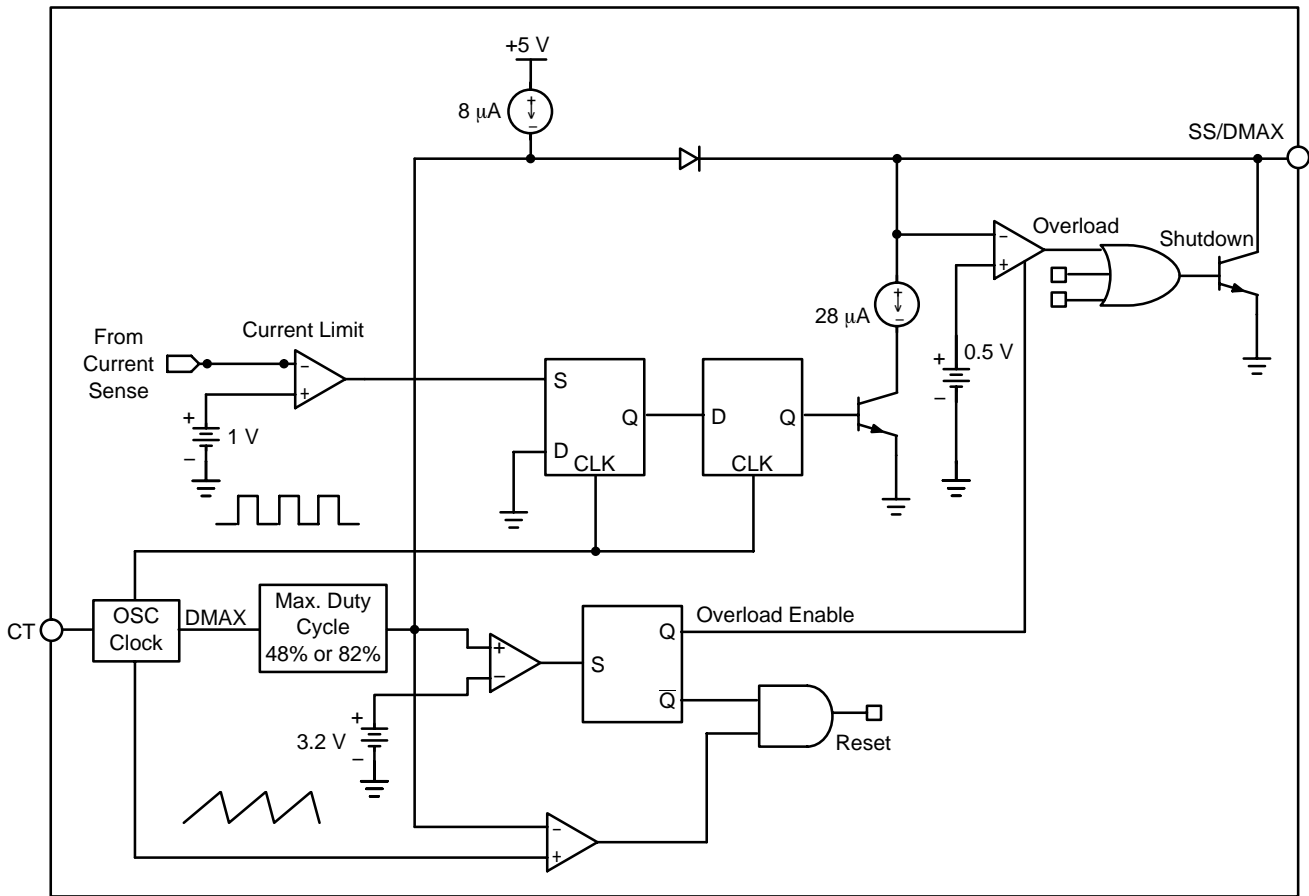 +5 V
8 μA
SS/DMAX
Overload
Shutdown
28 μA
0.5 V
From
Current
Sense
Current Limit
1 V
S
Q
D
CLK
D
Q
CLK
CT
OSC
Clock
DMAX
Max. Duty
Cycle
48% or 82%
3.2 V
S
Q
Q̅
Overload Enable
Reset